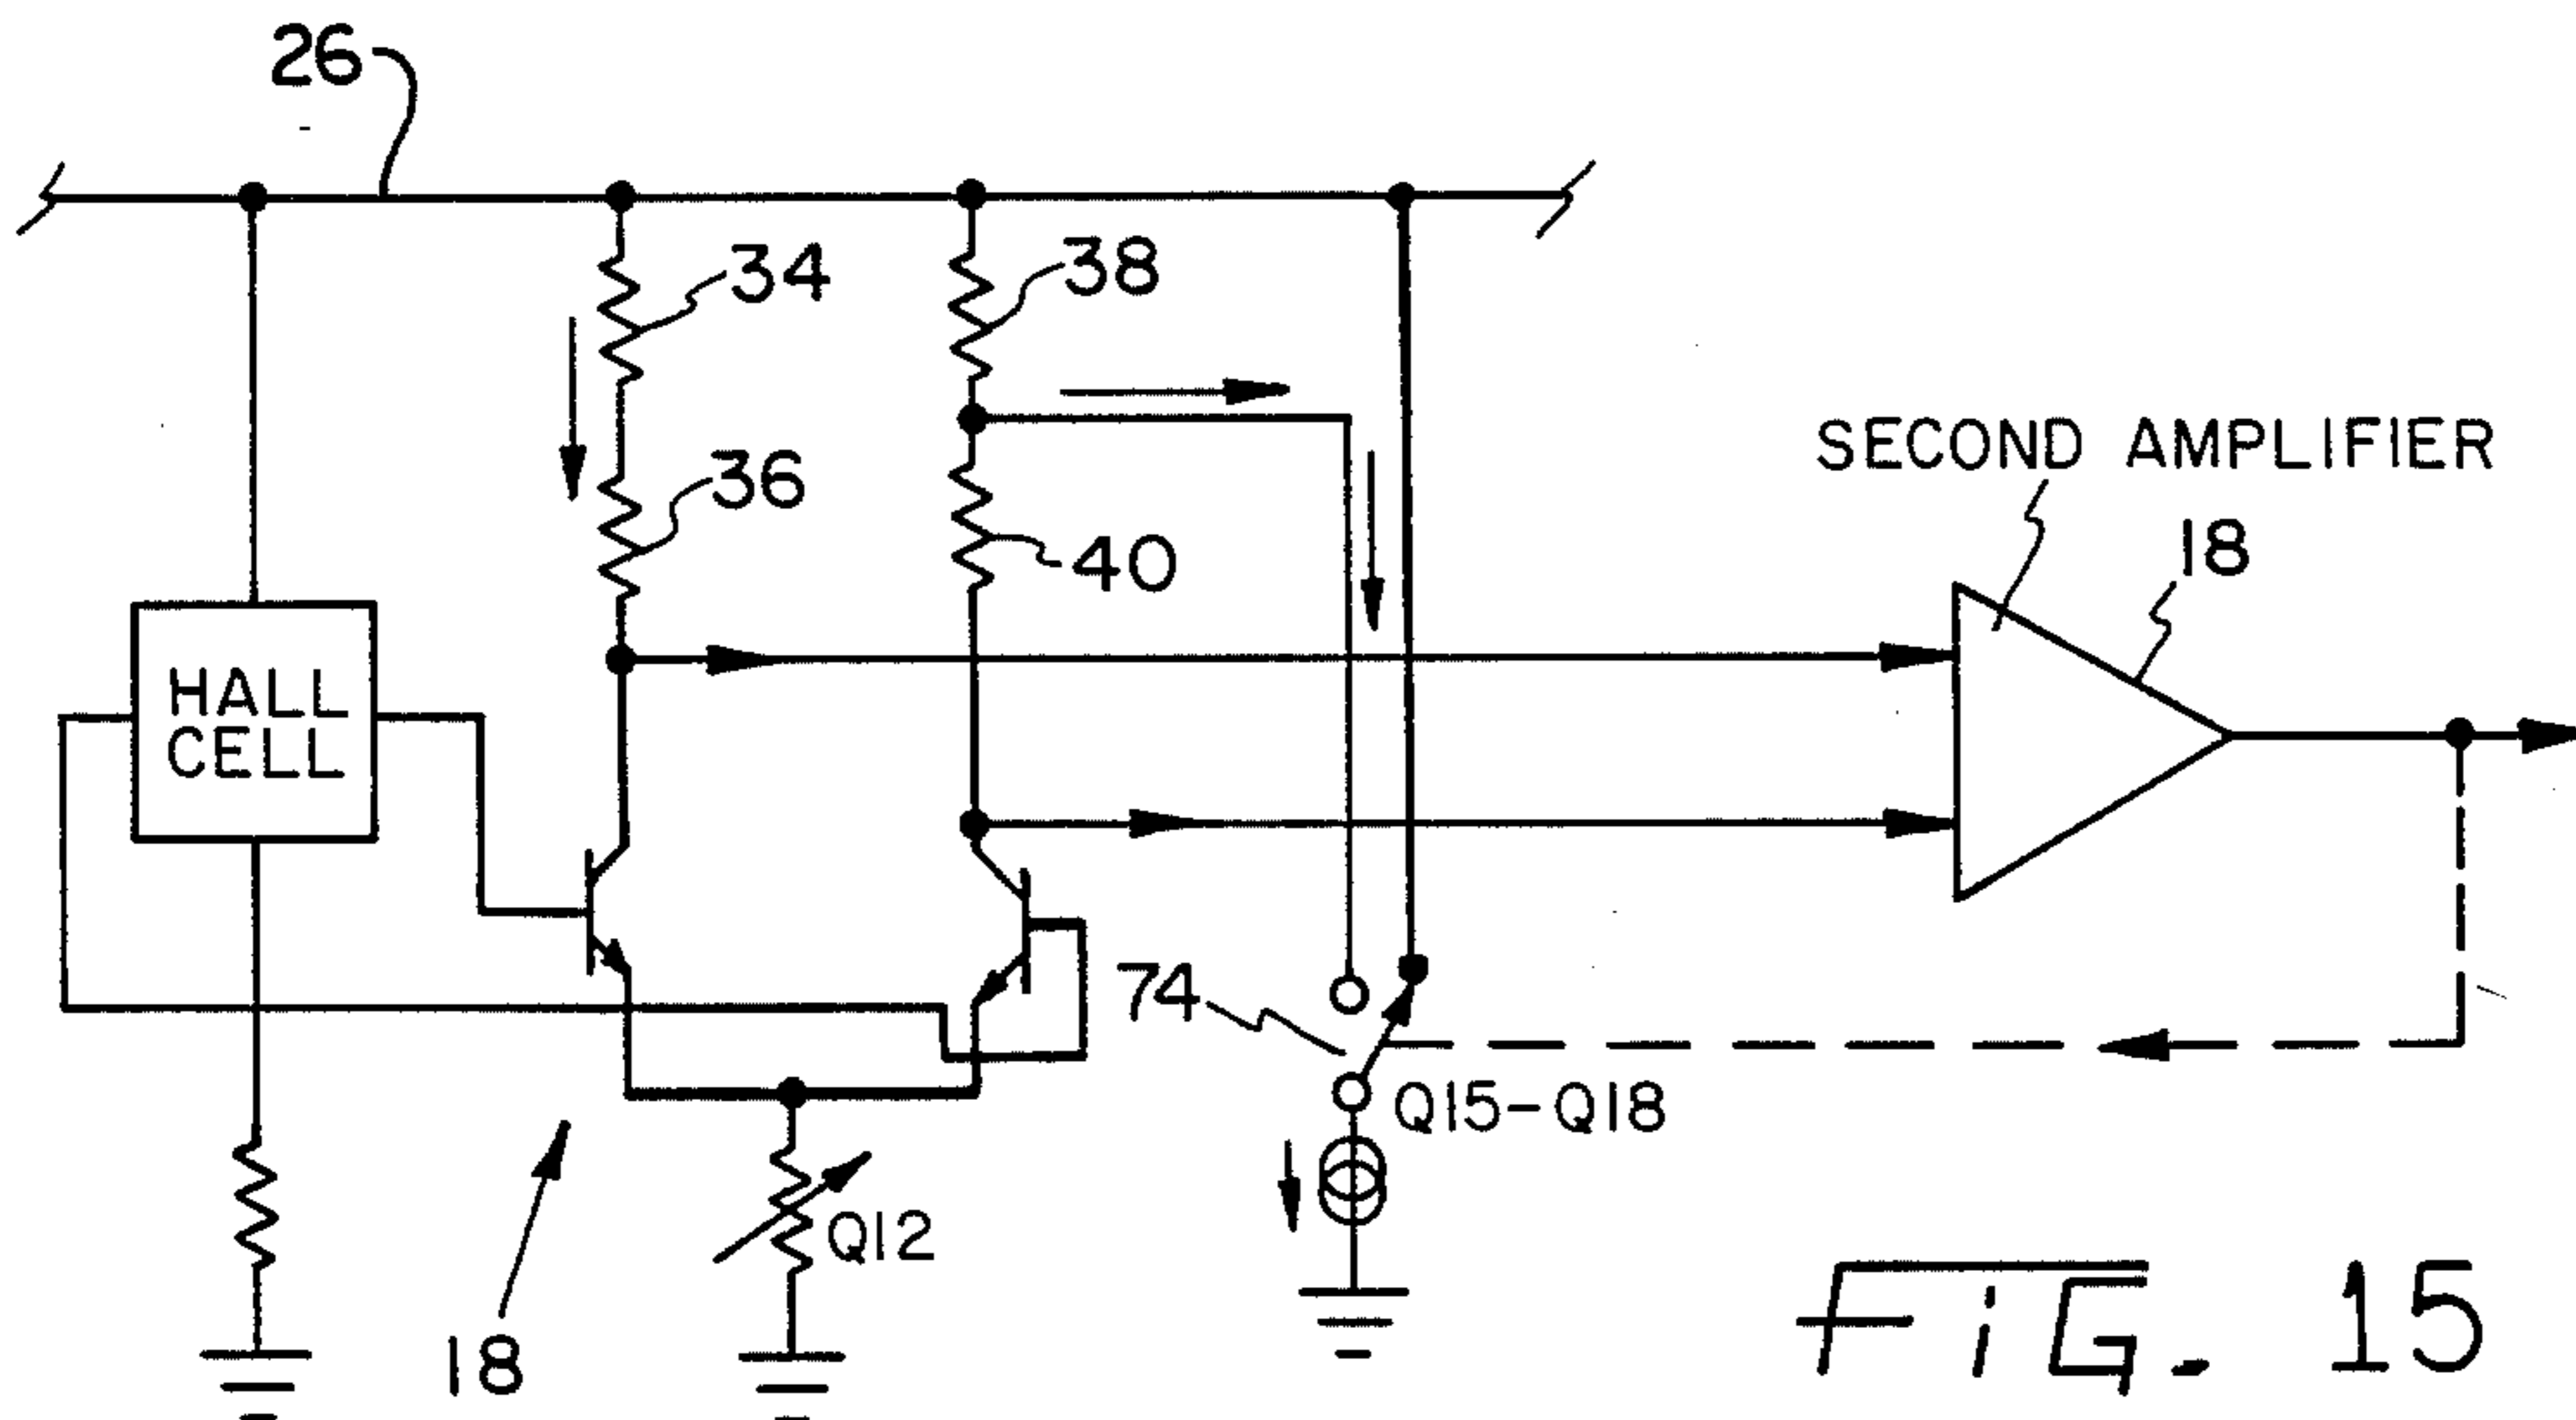 26
34
38
36
40
SECOND AMPLIFIER
18
HALL
CELL
74
Q15-Q18
Q12
18
FiG. 15